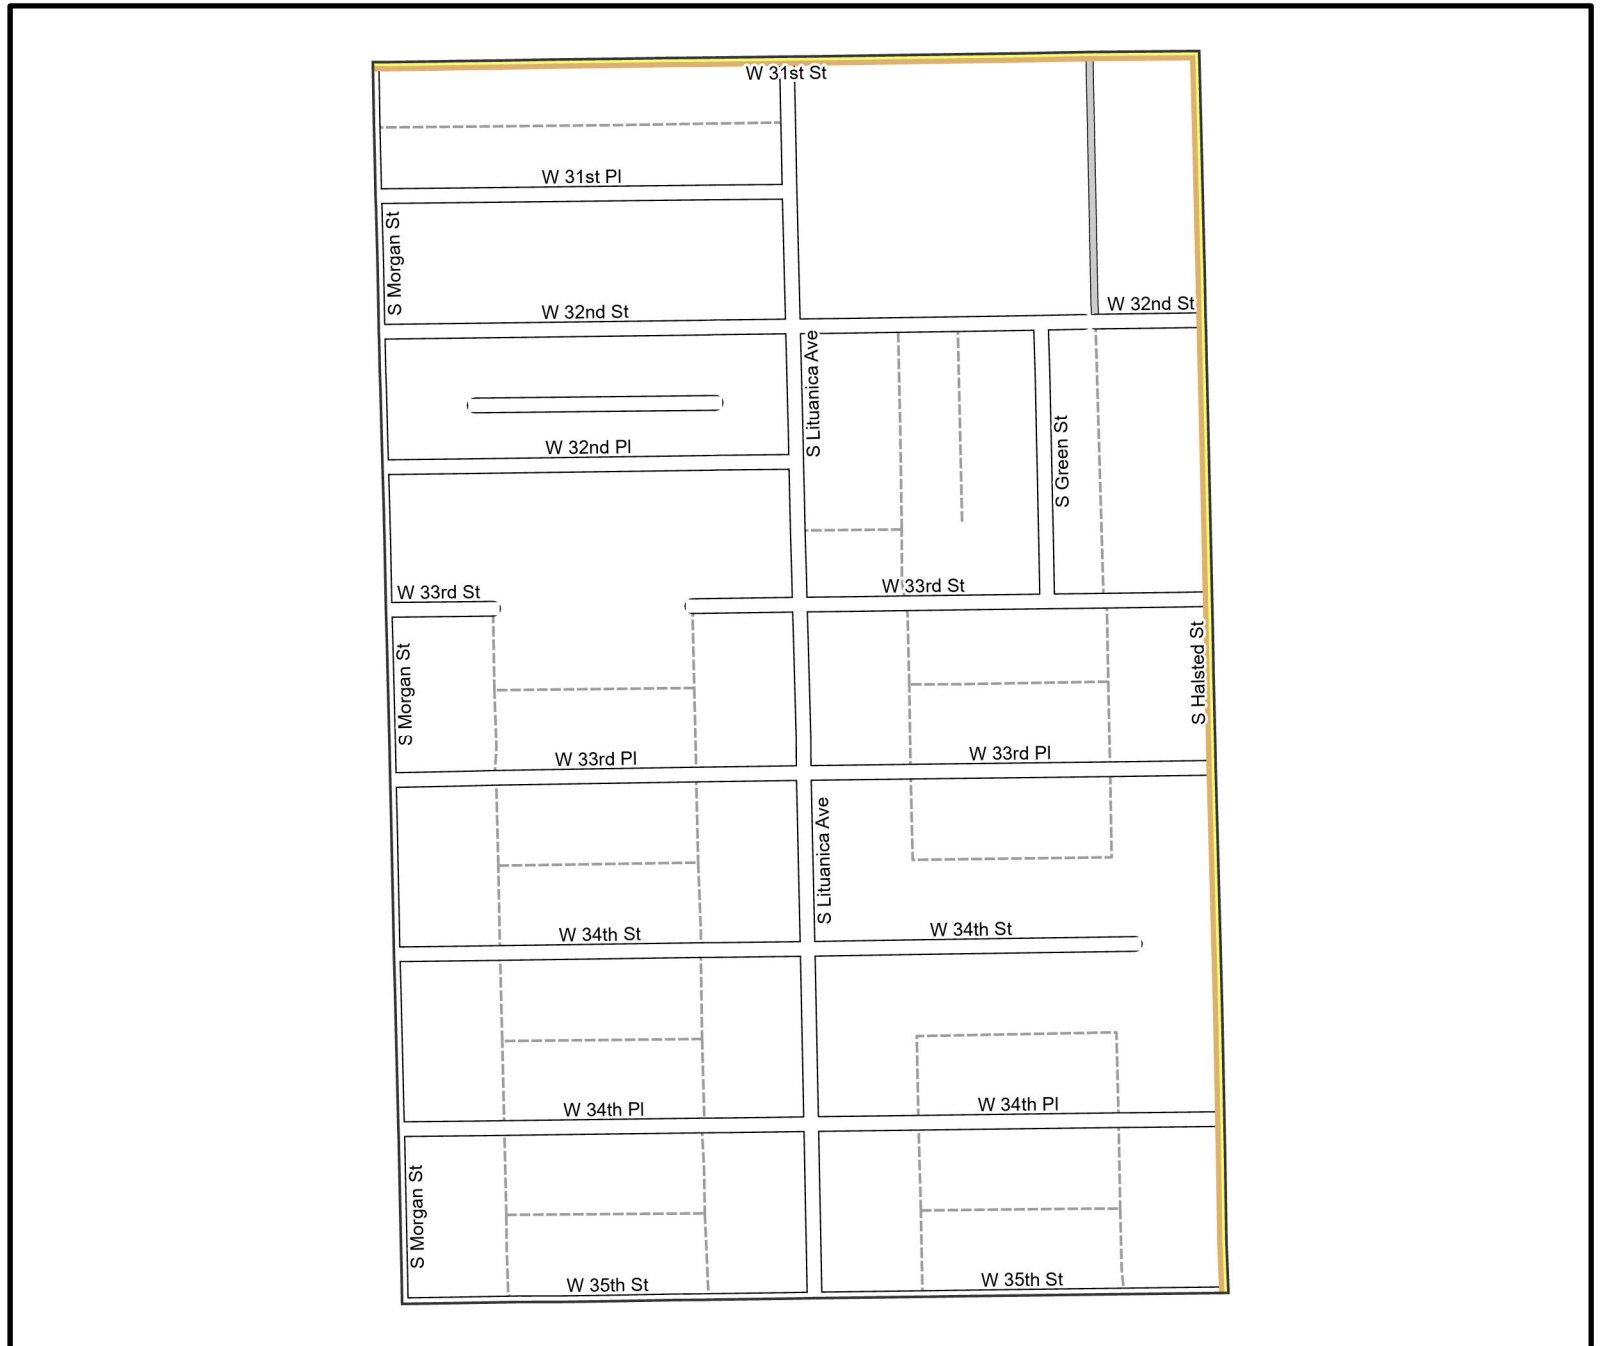 W 31st St
W 31st Pl
S Morgan St
W 32nd St
W 32nd St
S Lituanica Ave
S Green St
W 32nd Pl
W 33rd St
W 33rd St
S Morgan St
S Halsted St
W 33rd Pl
W 33rd Pl
S Lituanica Ave
W 34th St
W 34th St
W 34th Pl
W 34th Pl
S Morgan St
W 35th St
W 35th St